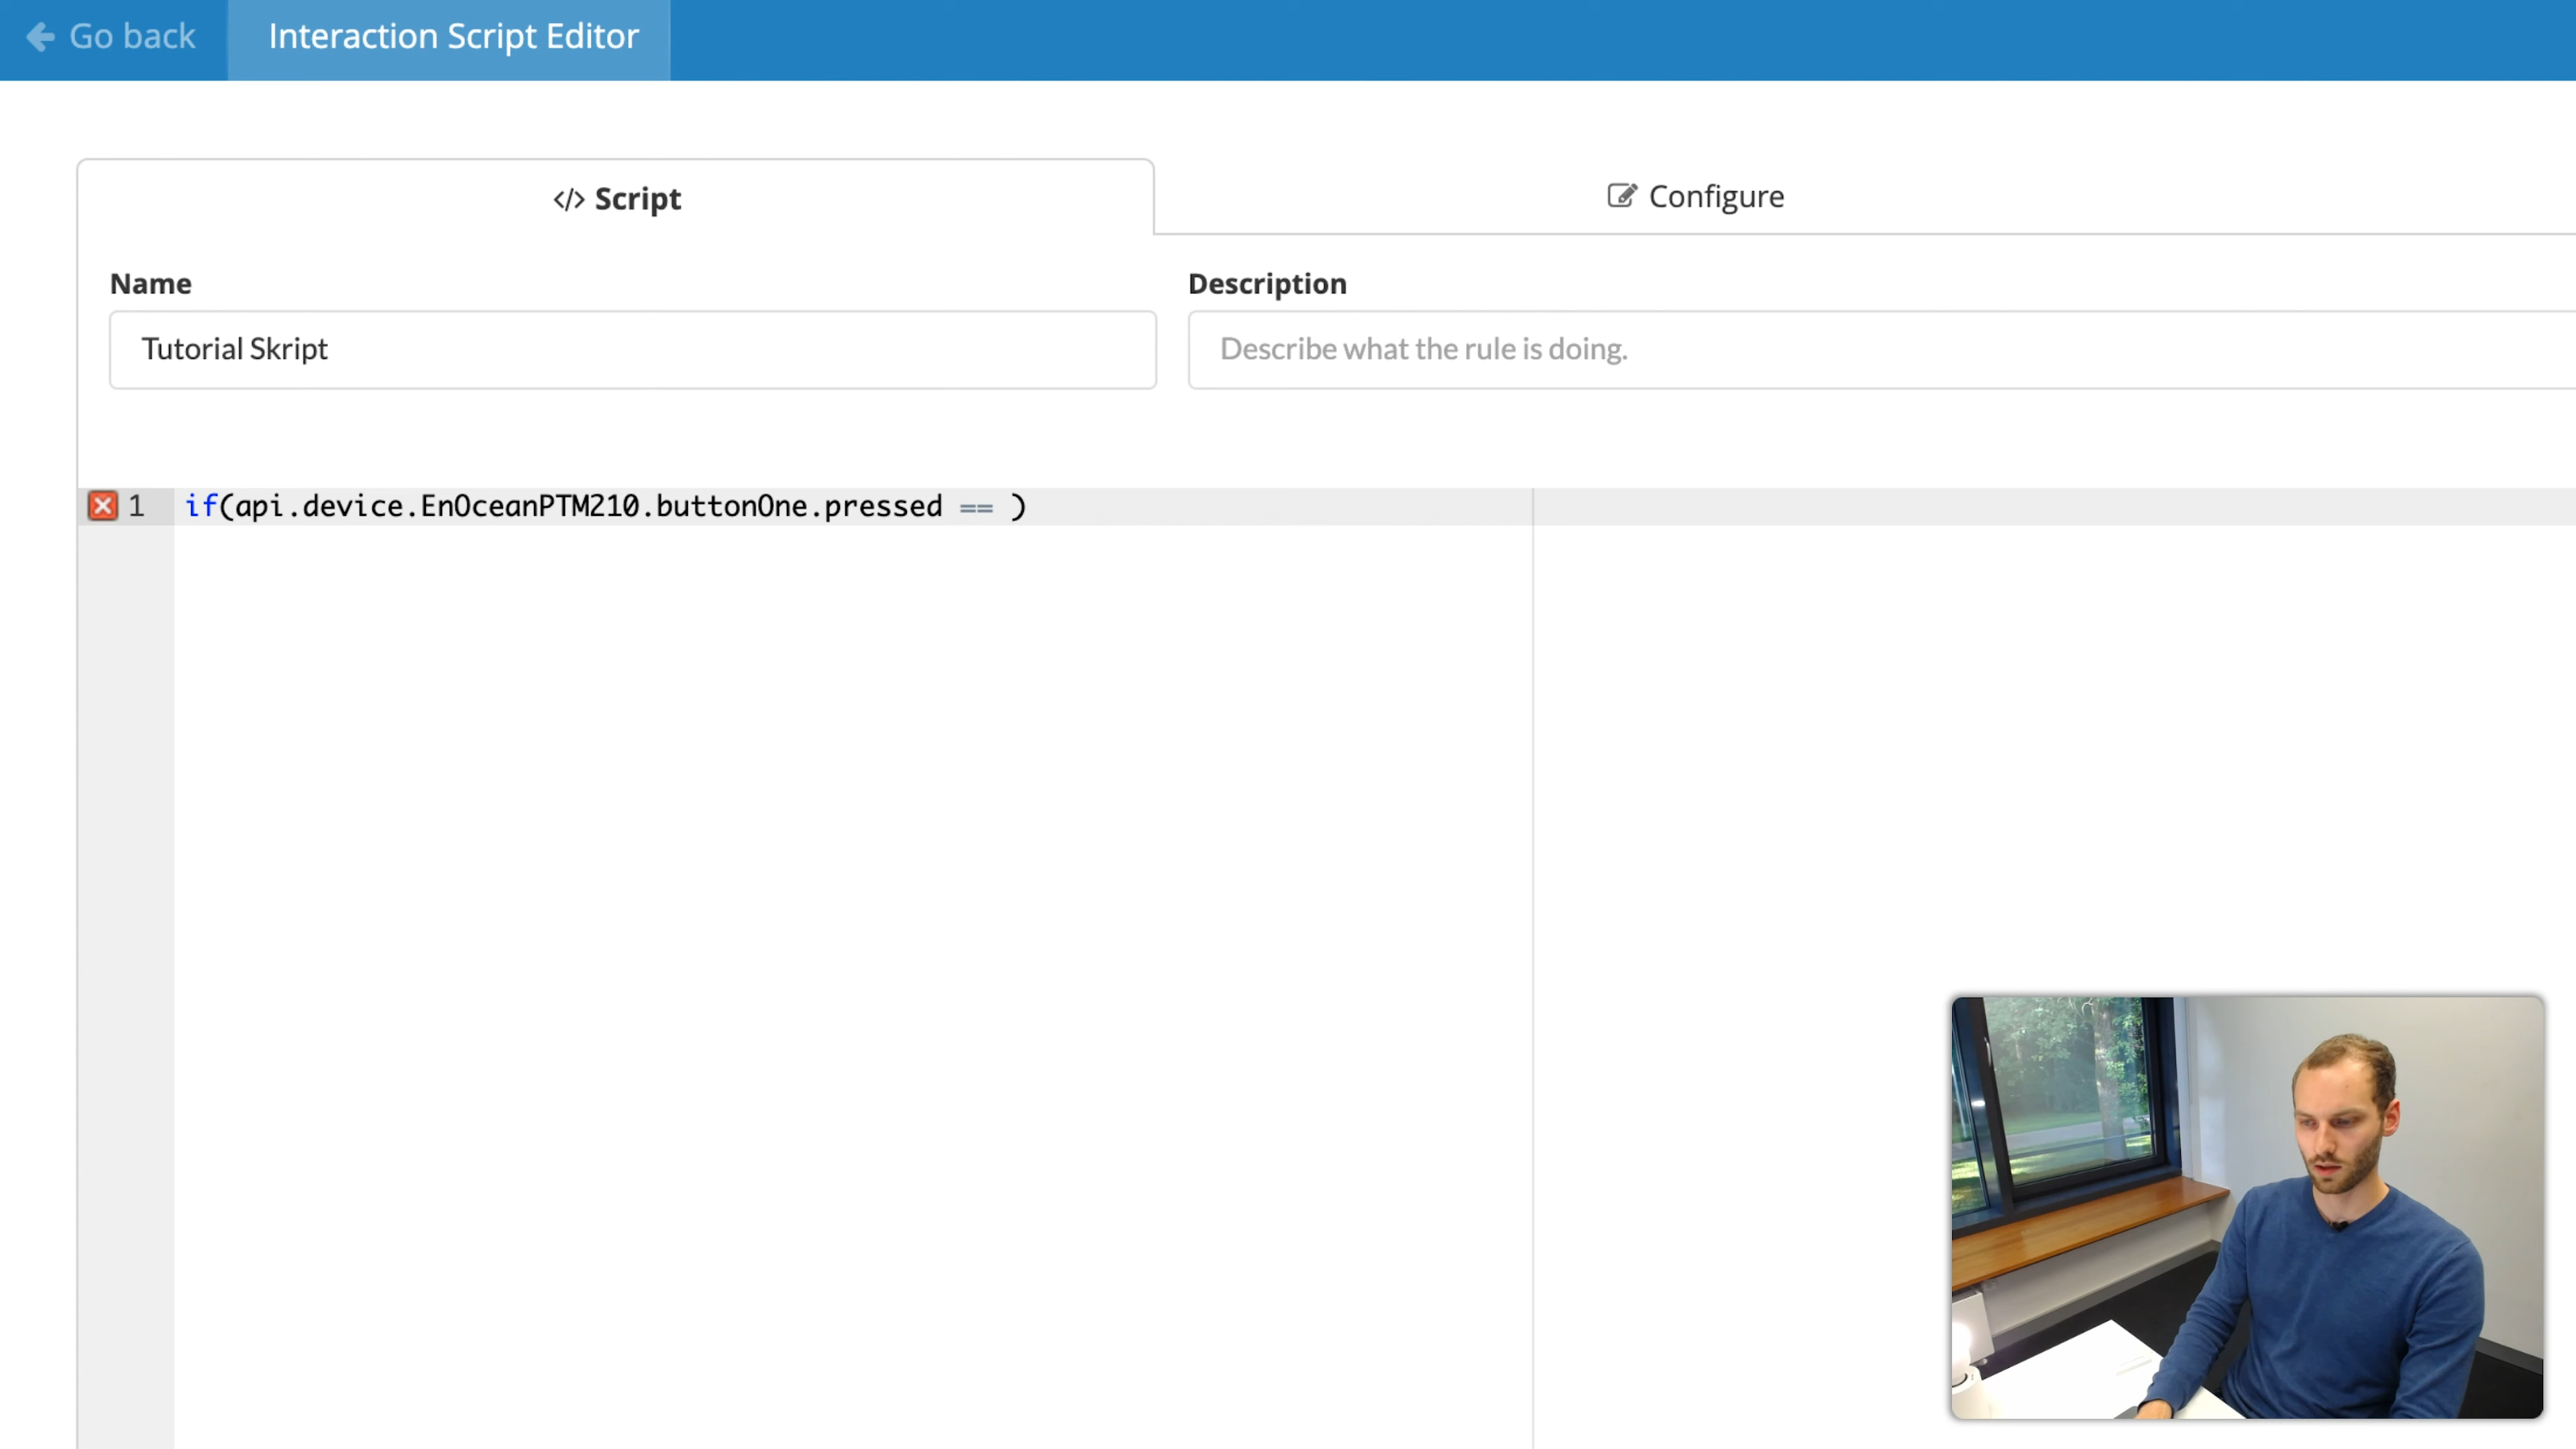 Go back
Interaction Script Editor
</> Script
Configure
Name
Description
Tutorial Skript
Describe what the rule is doing.
1 if(api.device.EnOceanPTM210.buttonOne.pressed == )